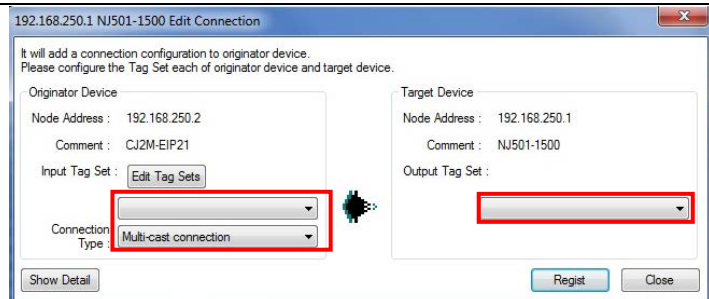 192.168.250.1 NJ501-1500 Edit Connection
It will add a connection configuration to originator device.
Please configure the Tag Set each of originator device and target device.
Originator Device
Node Address : 192.168.250.2
Comment : CJ2M-EIP21
Input Tag Set : Edit Tag Sets
Connection Type : Multi-cast connection
Target Device
Node Address : 192.168.250.1
Comment : NJ501-1500
Output Tag Set :
Show Detail
Regist
Close